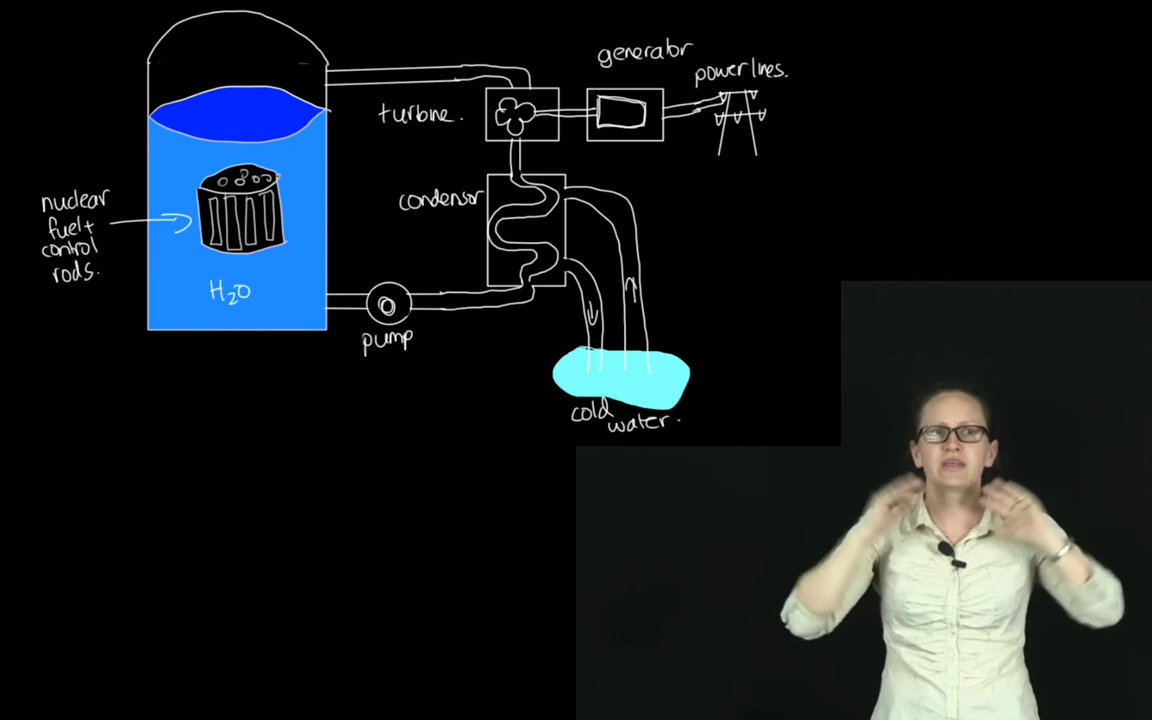 generator
powerlines.
turbine.
condensor
nuclear
fuel+
control
rods.
H₂O
pump
cold
water.